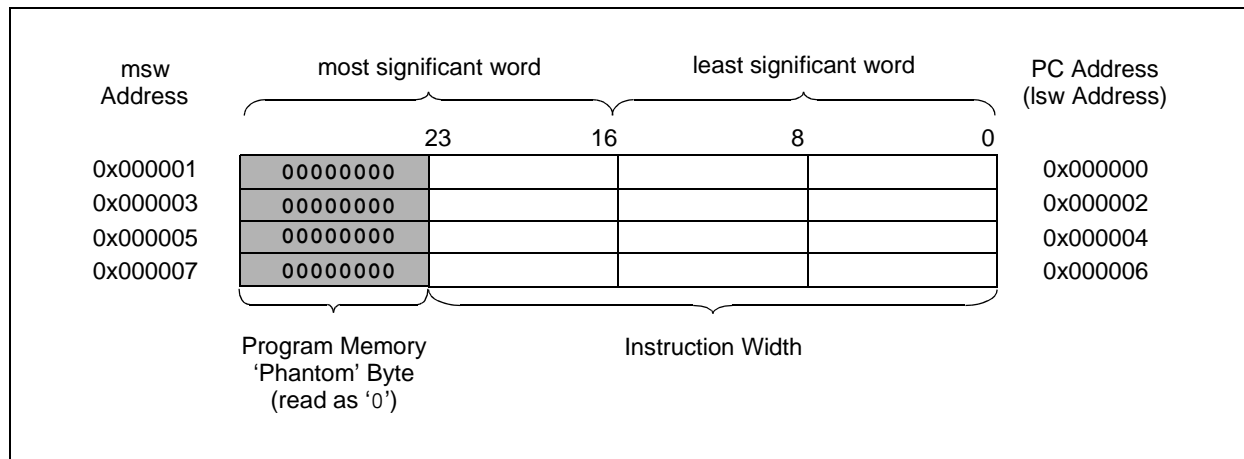 msw
Address
most significant word
least significant word
PC Address
(lsw Address)
23 16 8 0
0x000001 00000000 0x000000
0x000003 00000000 0x000002
0x000005 00000000 0x000004
0x000007 00000000 0x000006
Program Memory
‘Phantom’ Byte
(read as ‘0’)
Instruction Width